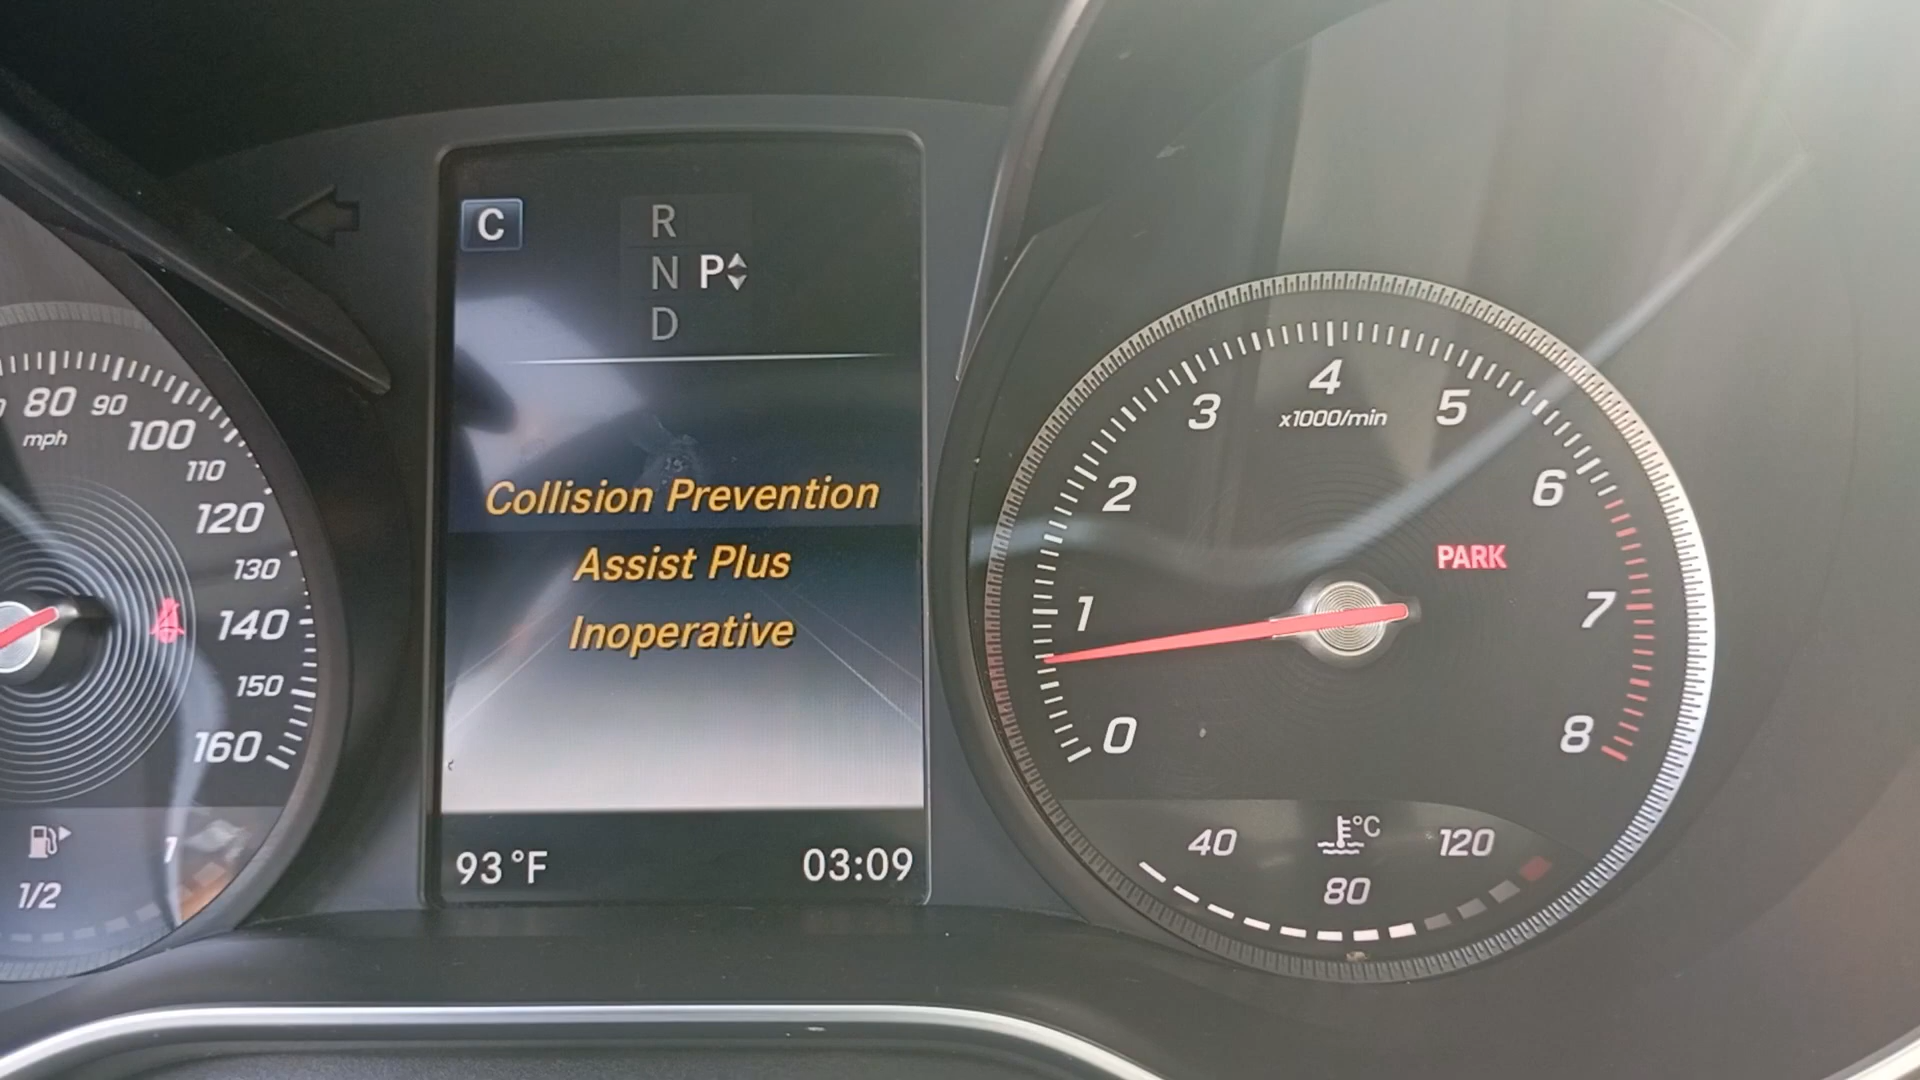 C
R
N P
D
80 90
mph
100
110
120
130
140
150
160
1
1/2
Collision Prevention
Assist Plus
Inoperative
93°F 03:09
4
x1000/min
3
5
2
6
PARK
1
7
0
8
40
°C
120
80